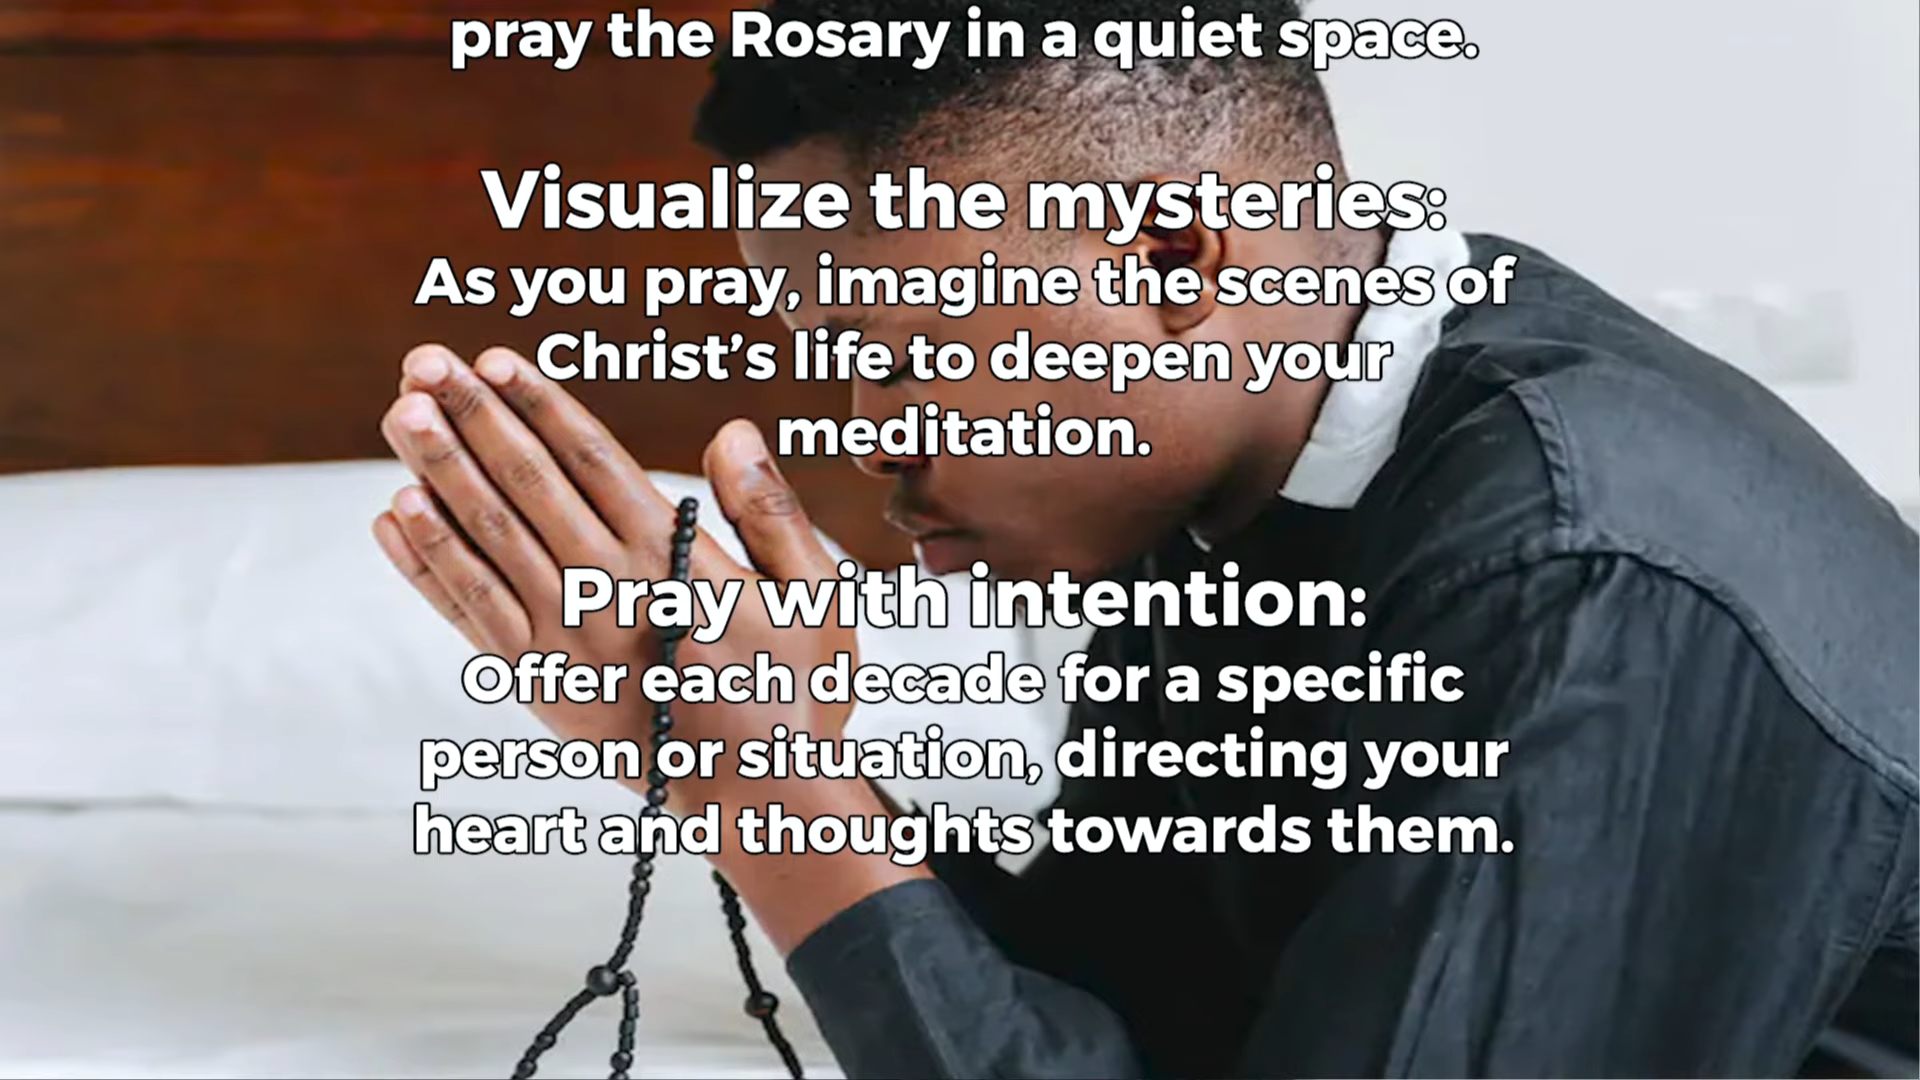 pray the Rosary in a quiet space.
Visualize the mysteries:
As you pray, imagine the scenes of
Christ’s life to deepen your
meditation.
Pray with intention:
Offer each decade for a specific
person or situation, directing your
heart and thoughts towards them.